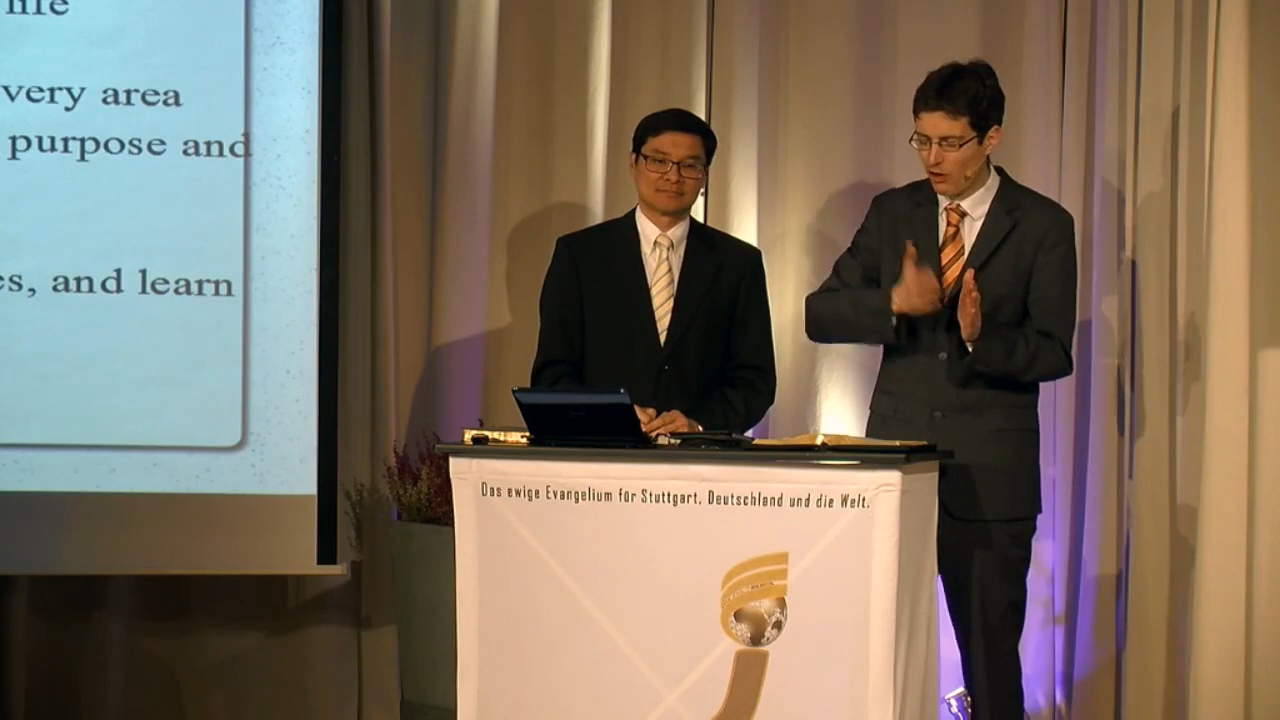 life
very area
purpose and
es, and learn
Das ewige Evangelium für Stuttgart, Deutschland und die Welt.